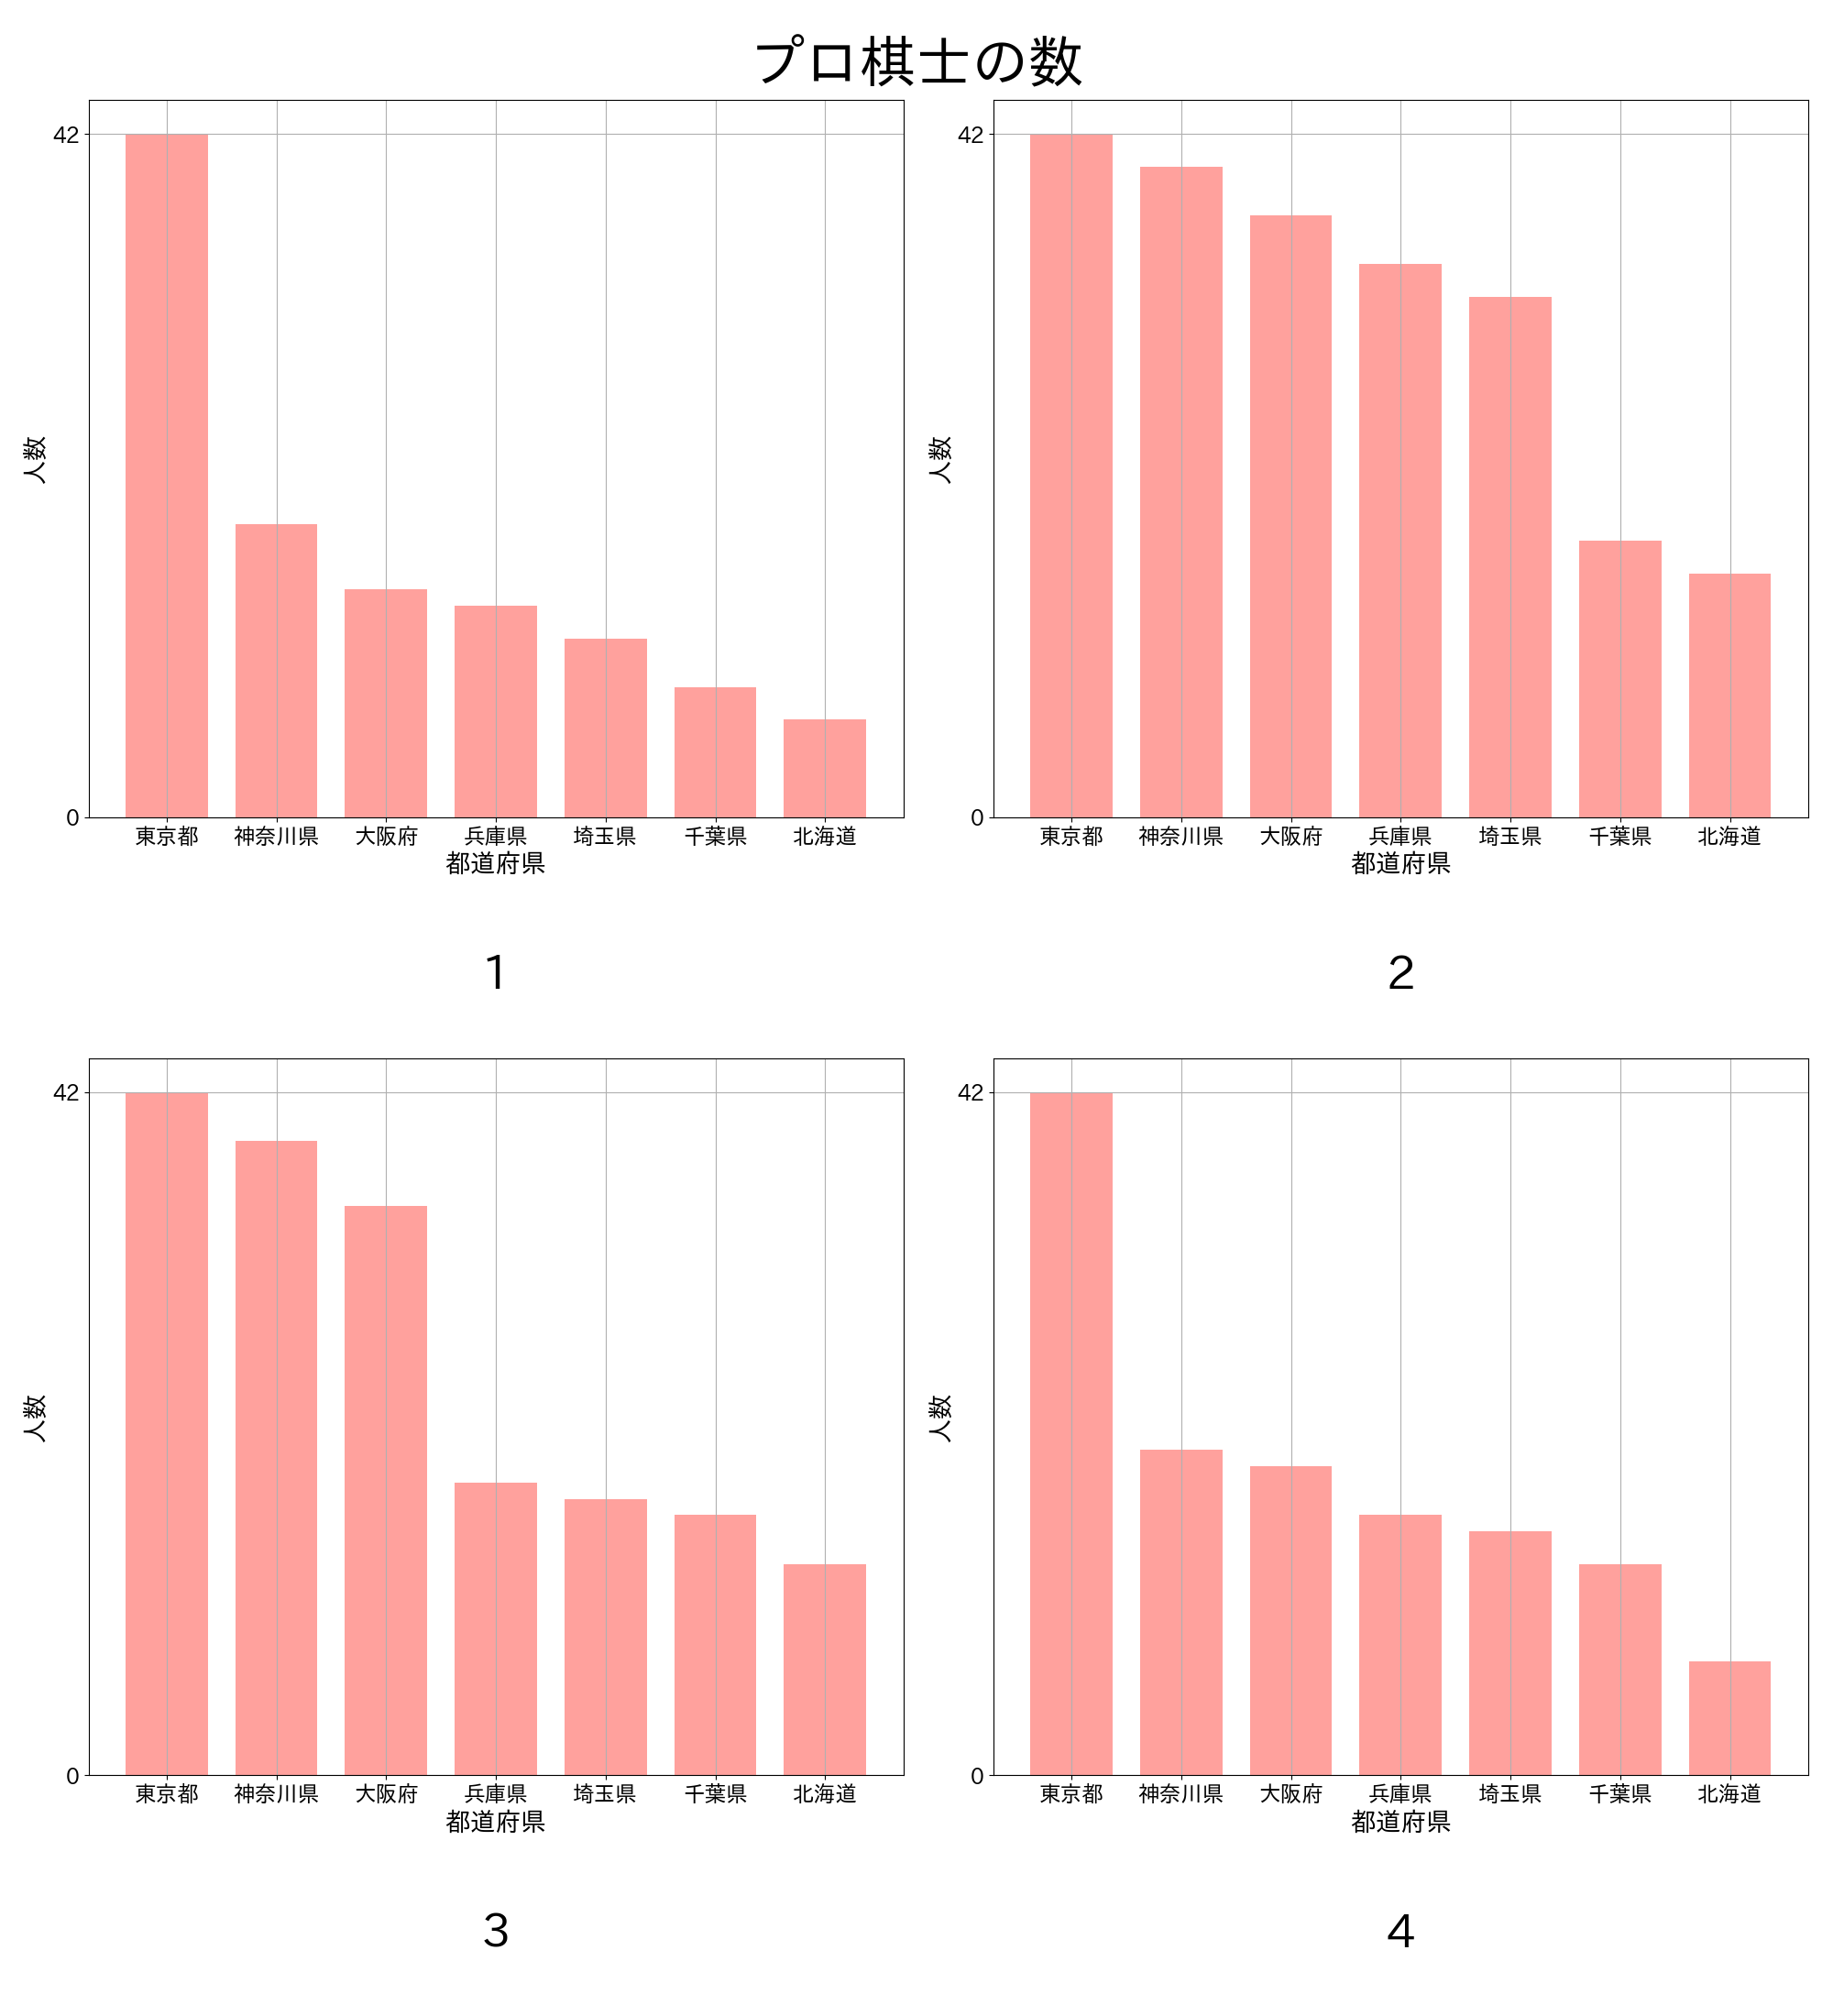 プロ棋士の数
42
0
人数
東京都 神奈川県 大阪府 兵庫県 埼玉県 千葉県 北海道
都道府県
1
42
0
人数
東京都 神奈川県 大阪府 兵庫県 埼玉県 千葉県 北海道
都道府県
2
42
0
人数
東京都 神奈川県 大阪府 兵庫県 埼玉県 千葉県 北海道
都道府県
3
42
0
人数
東京都 神奈川県 大阪府 兵庫県 埼玉県 千葉県 北海道
都道府県
4